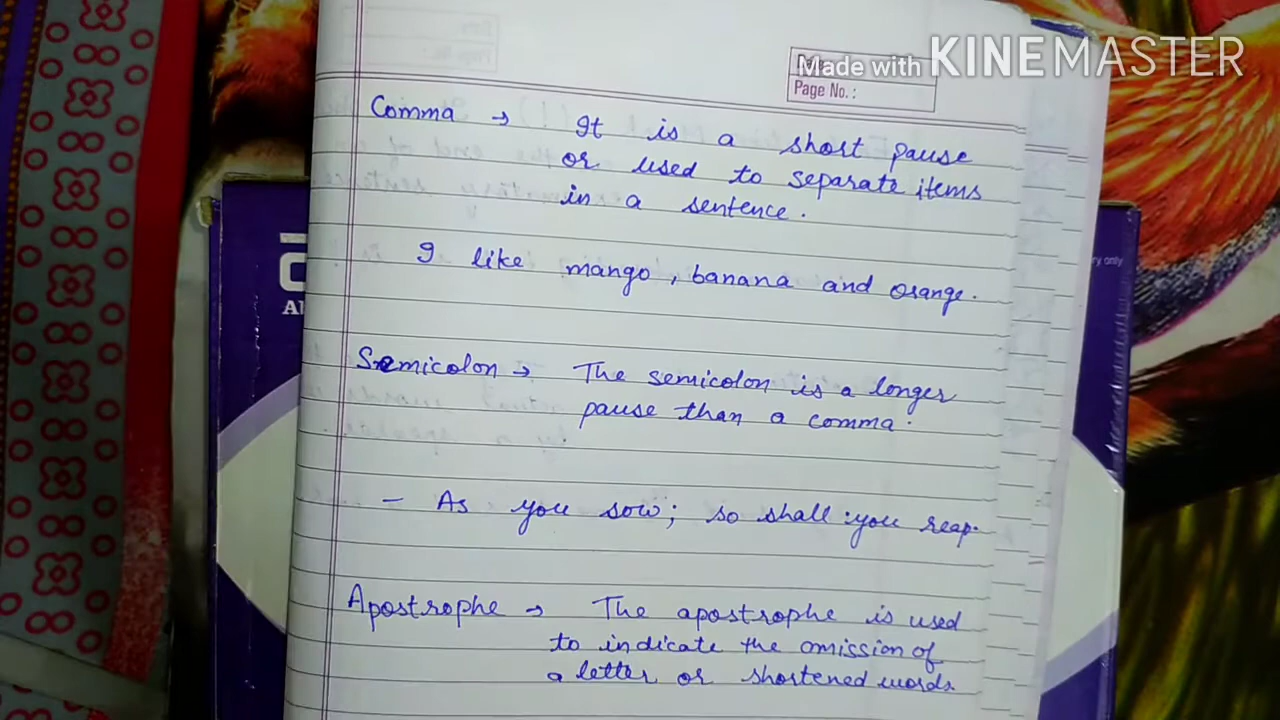 Made with KINEMASTER
Page No. :
Comma → It is a short pause
or used to separate items
in a sentence.
I like mango, banana and orange.
Semicolon → The semicolon is a longer
pause than a comma.
- As you sow; so shall you reap.
Apostrophe → The apostrophe is used
to indicate the omission of
a letter or shortened words.